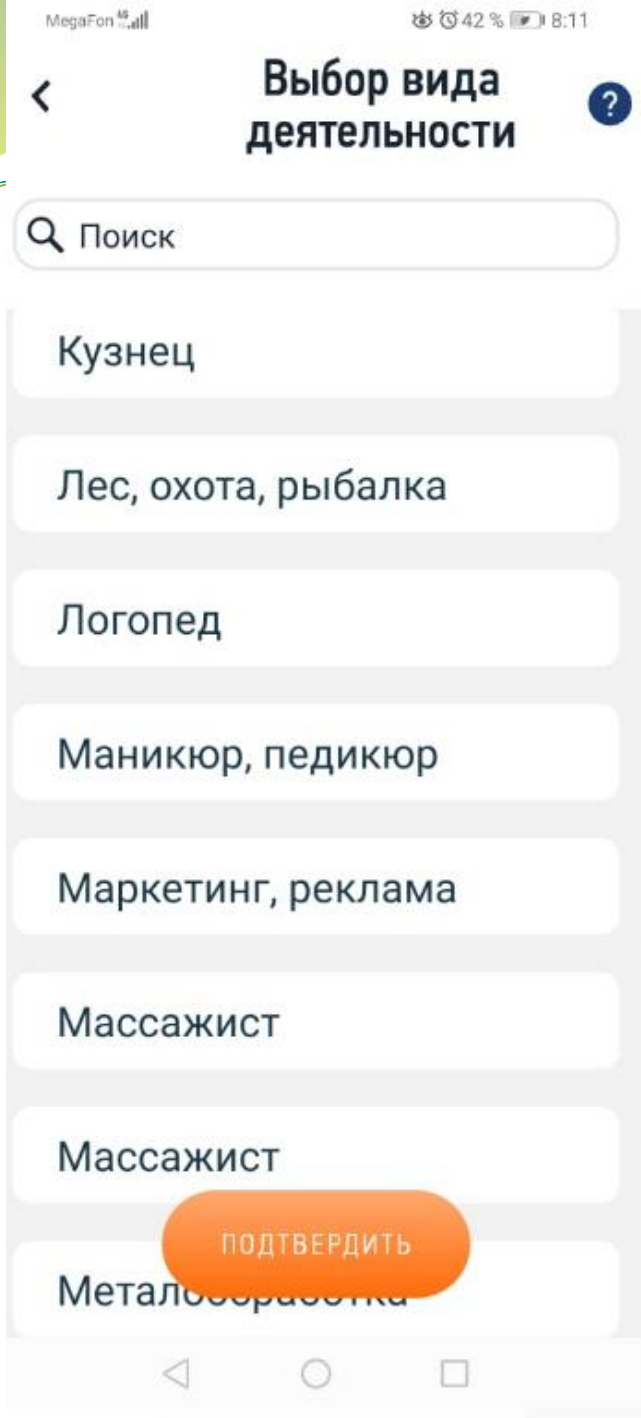 MegaFon 42 % 8:11
Выбор вида
деятельности
?
Поиск
Кузнец
Лес, охота, рыбалка
Логопед
Маникюр, педикюр
Маркетинг, реклама
Массажист
Массажист
ПОДТВЕРДИТЬ